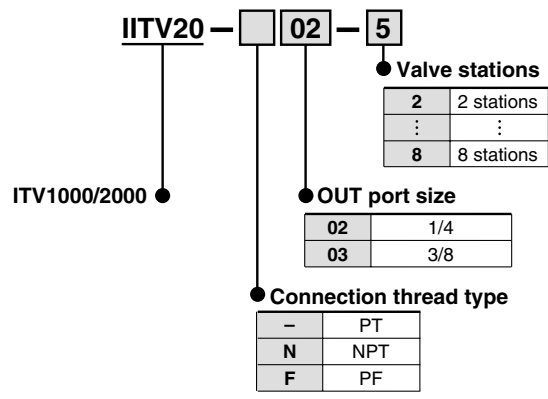 IITV20 – 02 – 5
Valve stations
2 2 stations
⋮ ⋮
8 8 stations
ITV1000/2000
OUT port size
02 1/4
03 3/8
Connection thread type
– PT
N NPT
F PF